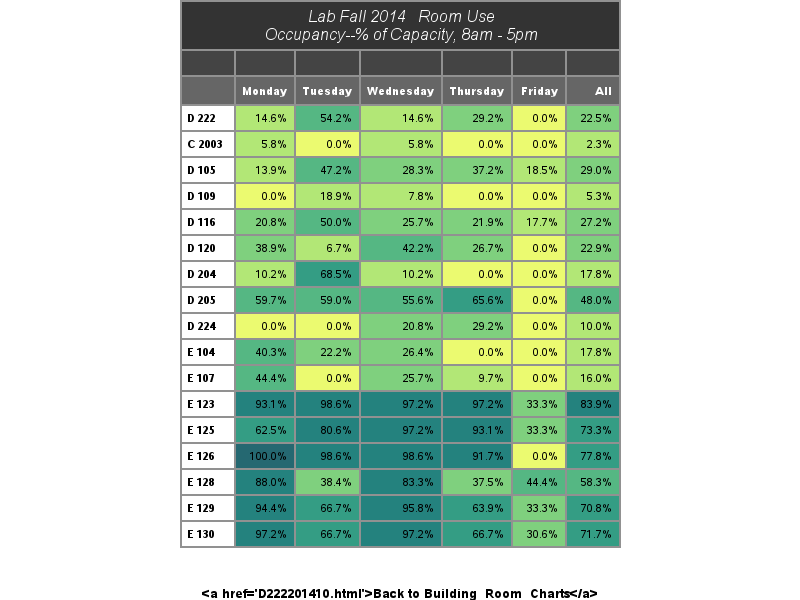 Lab Fall 2014 Room Use
Occupancy--% of Capacity, 8am - 5pm
Monday Tuesday Wednesday Thursday Friday All
D 222 14.6% 54.2% 14.6% 29.2% 0.0% 22.5%
C 2003 5.8% 0.0% 5.8% 0.0% 0.0% 2.3%
D 105 13.9% 47.2% 28.3% 37.2% 18.5% 29.0%
D 109 0.0% 18.9% 7.8% 0.0% 0.0% 5.3%
D 116 20.8% 50.0% 25.7% 21.9% 17.7% 27.2%
D 120 38.9% 6.7% 42.2% 26.7% 0.0% 22.9%
D 204 10.2% 68.5% 10.2% 0.0% 0.0% 17.8%
D 205 59.7% 59.0% 55.6% 65.6% 0.0% 48.0%
D 224 0.0% 0.0% 20.8% 29.2% 0.0% 10.0%
E 104 40.3% 22.2% 26.4% 0.0% 0.0% 17.8%
E 107 44.4% 0.0% 25.7% 9.7% 0.0% 16.0%
E 123 93.1% 98.6% 97.2% 97.2% 33.3% 83.9%
E 125 62.5% 80.6% 97.2% 93.1% 33.3% 73.3%
E 126 100.0% 98.6% 98.6% 91.7% 0.0% 77.8%
E 128 88.0% 38.4% 83.3% 37.5% 44.4% 58.3%
E 129 94.4% 66.7% 95.8% 63.9% 33.3% 70.8%
E 130 97.2% 66.7% 97.2% 66.7% 30.6% 71.7%
<a href='D222201410.html'>Back to Building_Room_Charts</a>